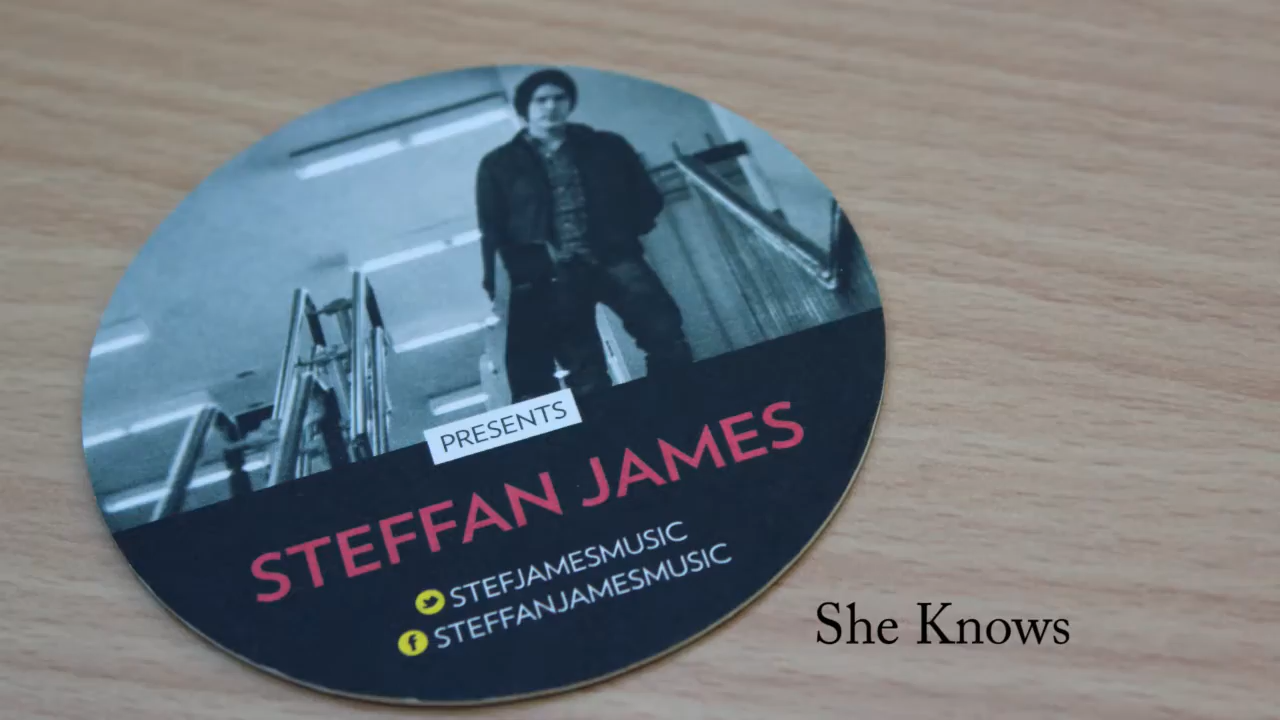 PRESENTS
STEFFAN JAMES
STEFJAMESMUSIC
f STEFFANJAMESMUSIC
She Knows